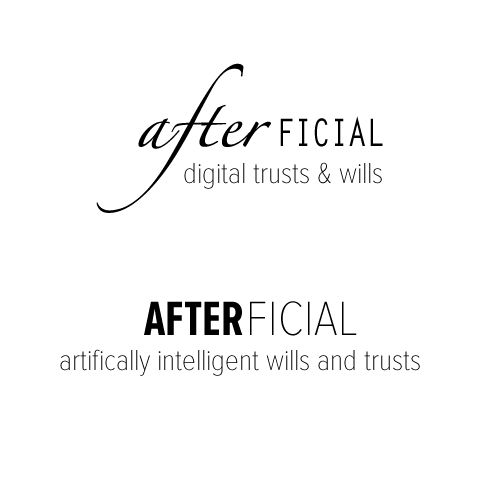 after FICIAL
digital trusts & wills
AFTERFICIAL
artifically intelligent wills and trusts